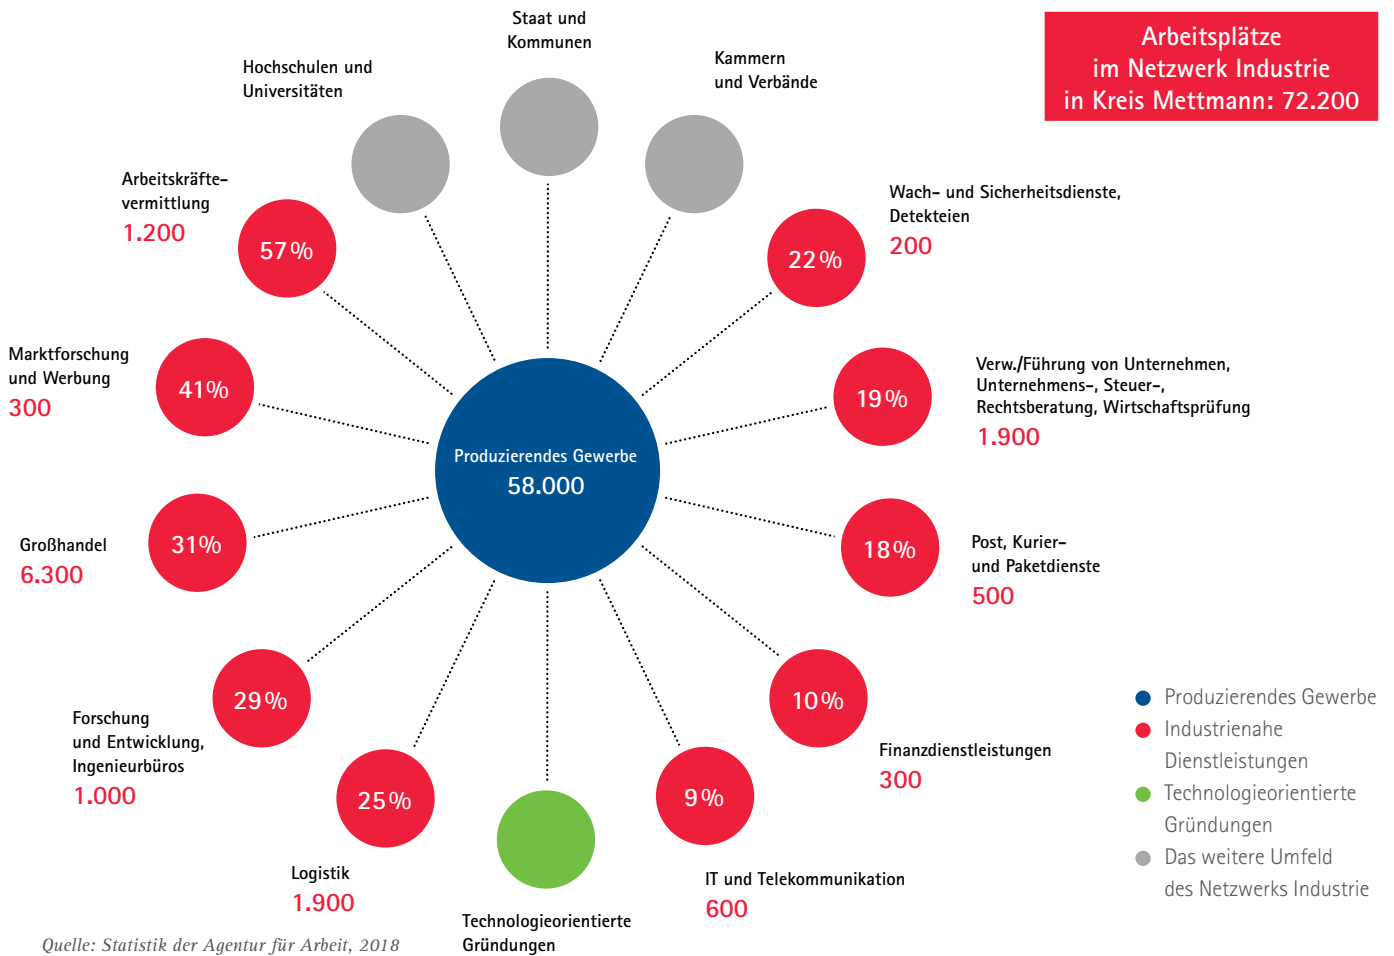 Staat und
Kommunen
Hochschulen und
Universitäten
Kammern
und Verbände
Arbeitsplätze
im Netzwerk Industrie
in Kreis Mettmann: 72.200
Arbeitskräfte-
vermittlung
1.200
57 %
Wach- und Sicherheitsdienste,
Detekteien
200
22 %
Marktforschung
und Werbung
300
41%
19 %
Verw./Führung von Unternehmen,
Unternehmens-, Steuer-,
Rechtsberatung, Wirtschaftsprüfung
1.900
Produzierendes Gewerbe
58.000
Großhandel
6.300
31%
18 %
Post, Kurier-
und Paketdienste
500
29 %
Forschung
und Entwicklung,
Ingenieurbüros
1.000
10 %
Finanzdienstleistungen
300
25 %
Logistik
1.900
9 %
IT und Telekommunikation
600
Technologieorientierte
Gründungen
Produzierendes Gewerbe
Industrienahe
Dienstleistungen
Technologieorientierte
Gründungen
Das weitere Umfeld
des Netzwerks Industrie
Quelle: Statistik der Agentur für Arbeit, 2018